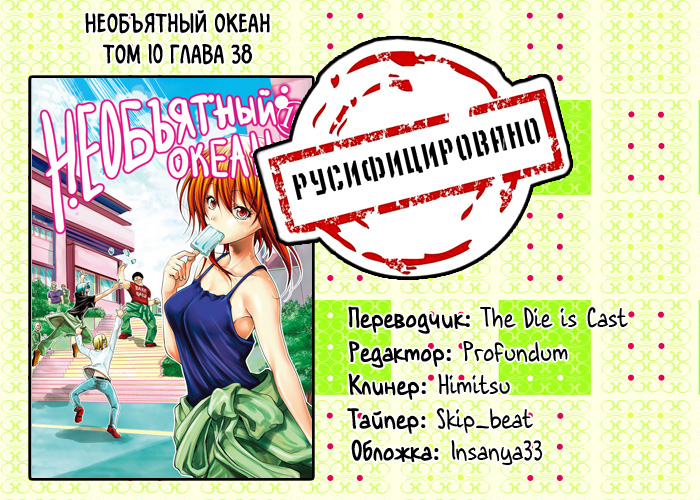 НЕОБЪЯТНЫЙ ОКЕАН
ТОМ 10 ГЛАВА 38
НЕОБЪЯТНЫЙ
ОКЕАН
РУСИФИЦИРОВАНО
Переводчик: The Die is Cast
Редактор: Profundum
Клинер: Himitsu
Тайпер: Skip_beat
Обложка: Insanya33